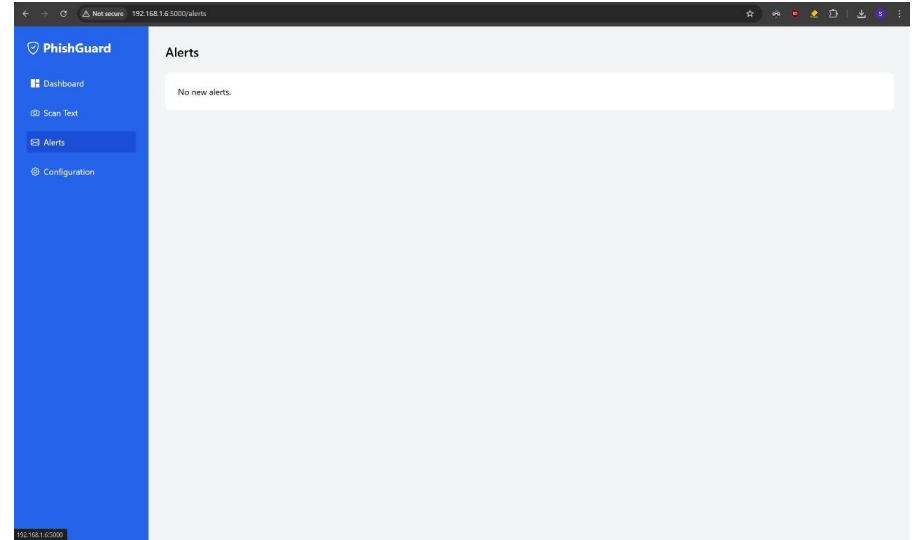 Not secure 192.168.1.6:5000/alerts
S
PhishGuard
Dashboard
Scan Text
Alerts
Configuration
Alerts
No new alerts.
192.168.1.6:5000